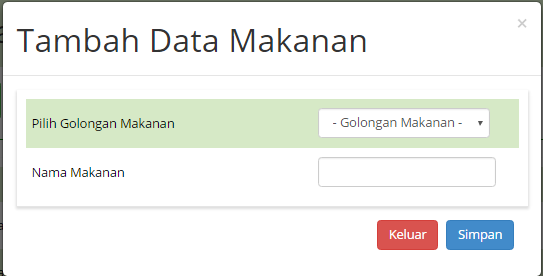 Tambah Data Makanan
×
Pilih Golongan Makanan
- Golongan Makanan -
Nama Makanan
Keluar
Simpan